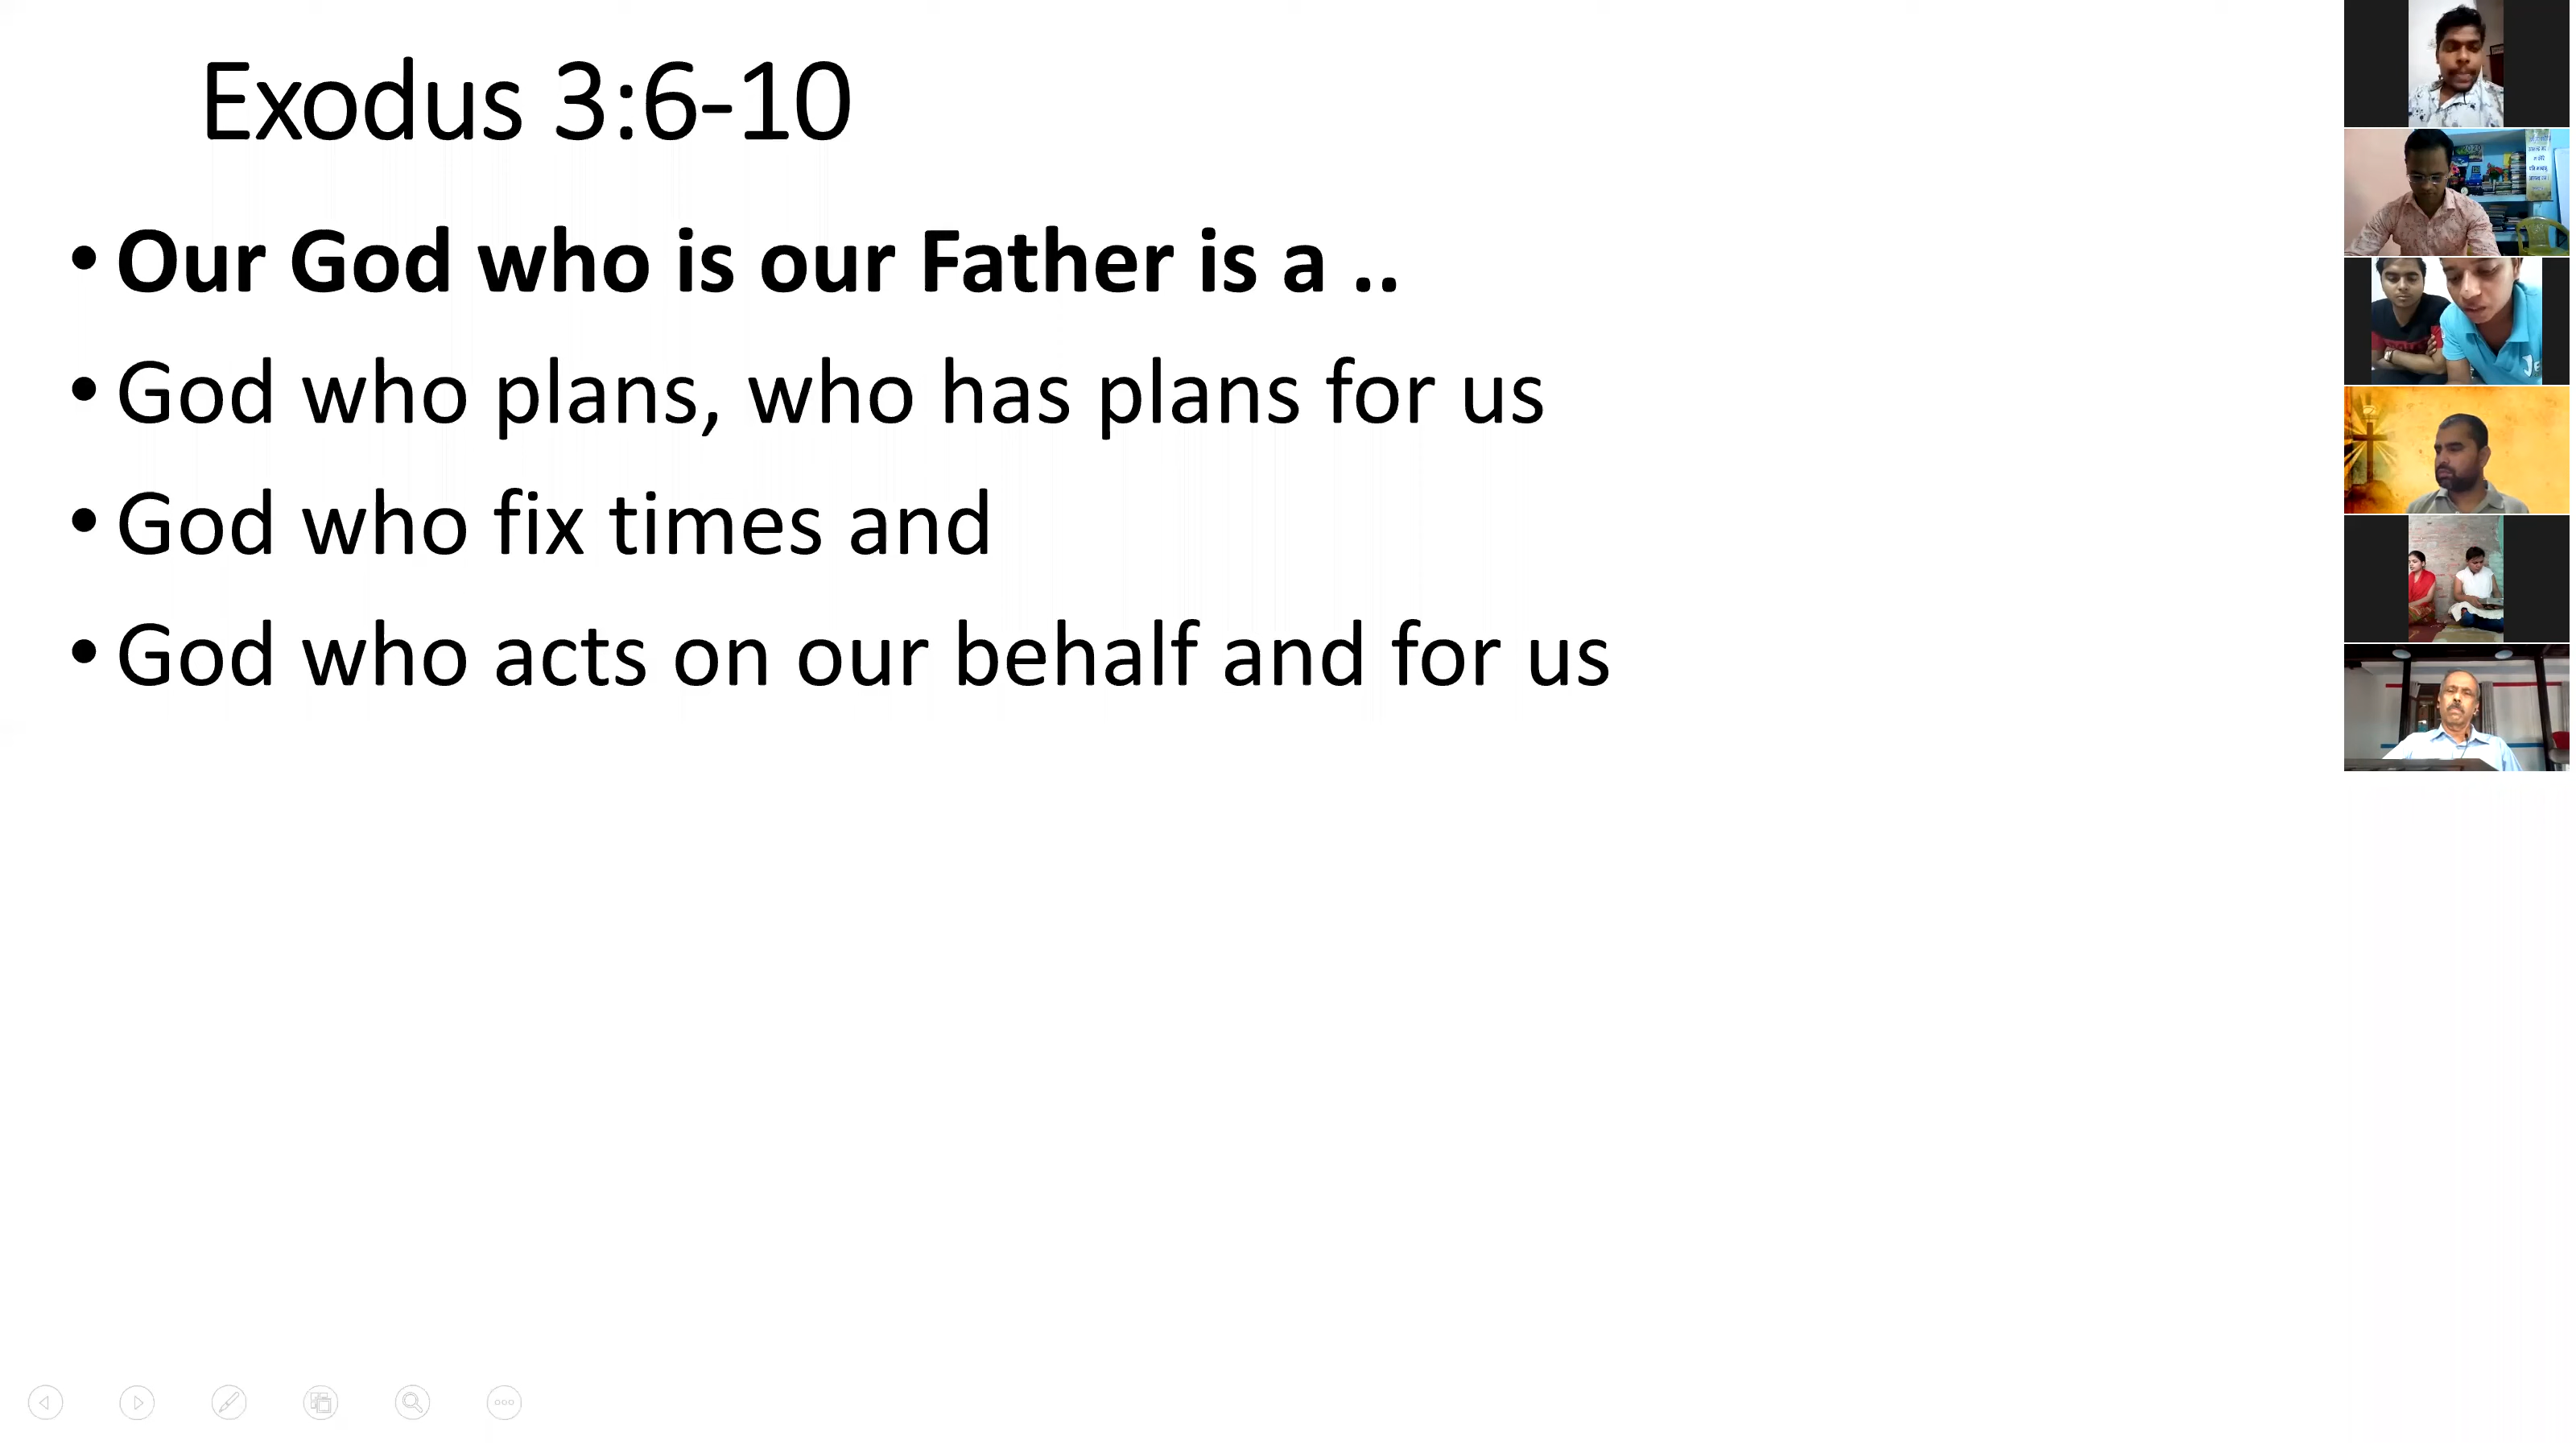 Exodus 3:6-10
• Our God who is our Father is a ..
• God who plans, who has plans for us
• God who fix times and
• God who acts on our behalf and for us